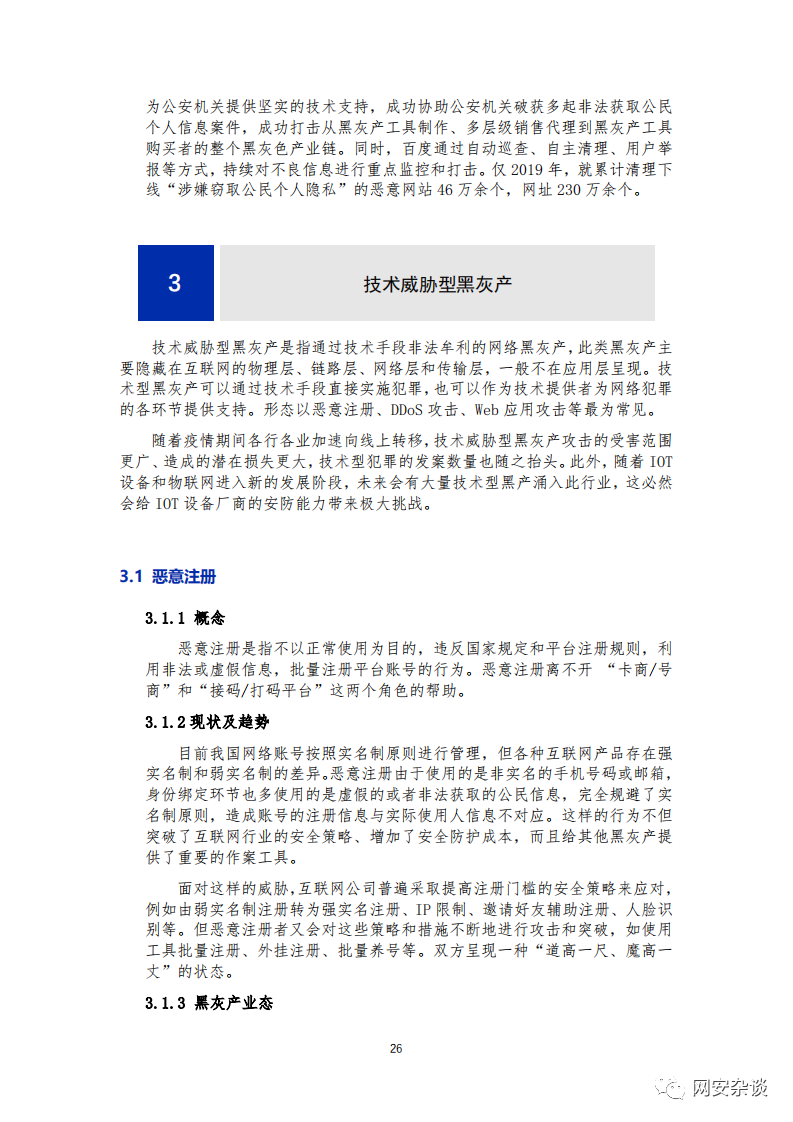 为公安机关提供坚实的技术支持，成功协助公安机关破获多起非法获取公民
个人信息案件，成功打击从黑灰产工具制作、多层级销售代理到黑灰产工具
购买者的整个黑灰色产业链。同时，百度通过自动巡查、自主清理、用户举
报等方式，持续对不良信息进行重点监控和打击。仅 2019 年，就累计清理下
线“涉嫌窃取公民个人隐私”的恶意网站 46 万余个，网址 230 万余个。
3
技术威胁型黑灰产
技术威胁型黑灰产是指通过技术手段非法牟利的网络黑灰产，此类黑灰产主
要隐藏在互联网的物理层、链路层、网络层和传输层，一般不在应用层呈现。技
术型黑灰产可以通过技术手段直接实施犯罪，也可以作为技术提供者为网络犯罪
的各环节提供支持。形态以恶意注册、DDoS 攻击、Web 应用攻击等最为常见。
随着疫情期间各行各业加速向线上转移，技术威胁型黑灰产攻击的受害范围
更广、造成的潜在损失更大，技术型犯罪的发案数量也随之抬头。此外，随着 IOT
设备和物联网进入新的发展阶段，未来会有大量技术型黑产涌入此行业，这必然
会给 IOT 设备厂商的安防能力带来极大挑战。
3.1 恶意注册
3.1.1 概念
恶意注册是指不以正常使用为目的，违反国家规定和平台注册规则，利
用非法或虚假信息，批量注册平台账号的行为。恶意注册离不开 “卡商/号
商”和“接码/打码平台”这两个角色的帮助。
3.1.2 现状及趋势
目前我国网络账号按照实名制原则进行管理，但各种互联网产品存在强
实名制和弱实名制的差异。恶意注册由于使用的是非实名的手机号码或邮箱，
身份绑定环节也多使用的是虚假的或者非法获取的公民信息，完全规避了实
名制原则，造成账号的注册信息与实际使用人信息不对应。这样的行为不但
突破了互联网行业的安全策略、增加了安全防护成本，而且给其他黑灰产提
供了重要的作案工具。
面对这样的威胁，互联网公司普遍采取提高注册门槛的安全策略来应对，
例如由弱实名制注册转为强实名注册、IP 限制、邀请好友辅助注册、人脸识
别等。但恶意注册者又会对这些策略和措施不断地进行攻击和突破，如使用
工具批量注册、外挂注册、批量养号等。双方呈现一种“道高一尺、魔高一
丈”的状态。
3.1.3 黑灰产业态
26
网安杂谈